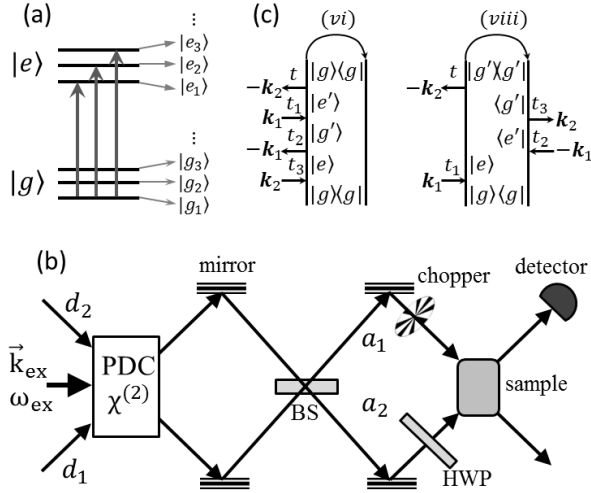 (a)
⋮
|e₃⟩
|e⟩
|e₂⟩
|e₁⟩
⋮
|g₃⟩
|g⟩
|g₂⟩
|g₁⟩
(c)
(vi)
t |g⟩⟨g|
-k₂
t₁ |e′⟩
k₁
t₂ |g′⟩
-k₁
t₃ |e⟩
k₂
|g⟩⟨g|
(viii)
t |g′⟩⟨g′|
-k₂
⟨g′| t₃
k₂
⟨e′| t₂
-k₁
t₁ |e⟩
k₁
|g⟩⟨g|
(b)
mirror
chopper
detector
d₂
k⃗ex
ωex
d₁
PDC
χ⁽²⁾
BS
a₁
a₂
sample
HWP